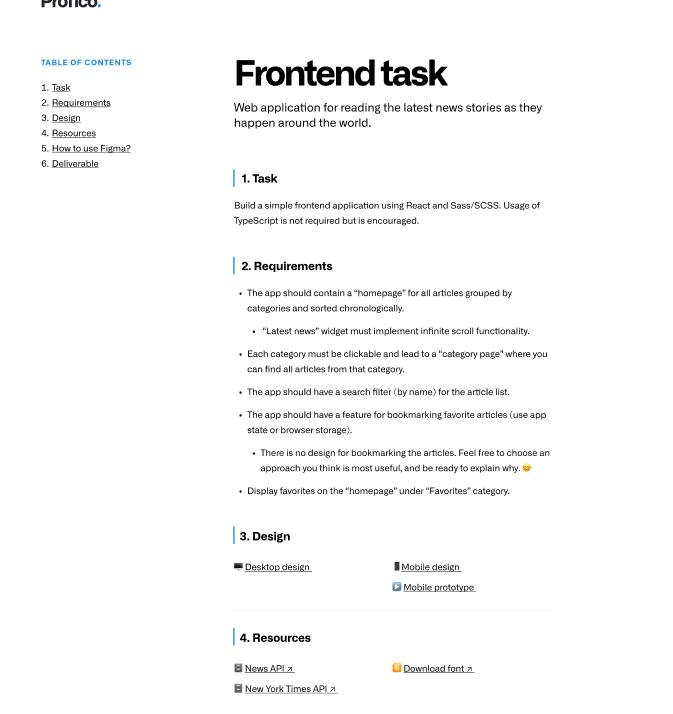 Profico.
TABLE OF CONTENTS
1. Task
2. Requirements
3. Design
4. Resources
5. How to use Figma?
6. Deliverable
Frontend task
Web application for reading the latest news stories as they
happen around the world.
1. Task
Build a simple frontend application using React and Sass/SCSS. Usage of
TypeScript is not required but is encouraged.
2. Requirements
• The app should contain a “homepage” for all articles grouped by
categories and sorted chronologically.
• “Latest news” widget must implement infinite scroll functionality.
• Each category must be clickable and lead to a “category page” where you
can find all articles from that category.
• The app should have a search filter (by name) for the article list.
• The app should have a feature for bookmarking favorite articles (use app
state or browser storage).
• There is no design for bookmarking the articles. Feel free to choose an
approach you think is most useful, and be ready to explain why. 😊
• Display favorites on the “homepage” under “Favorites” category.
3. Design
Desktop design
Mobile design
Mobile prototype
4. Resources
News API ↗
Download font ↗
New York Times API ↗